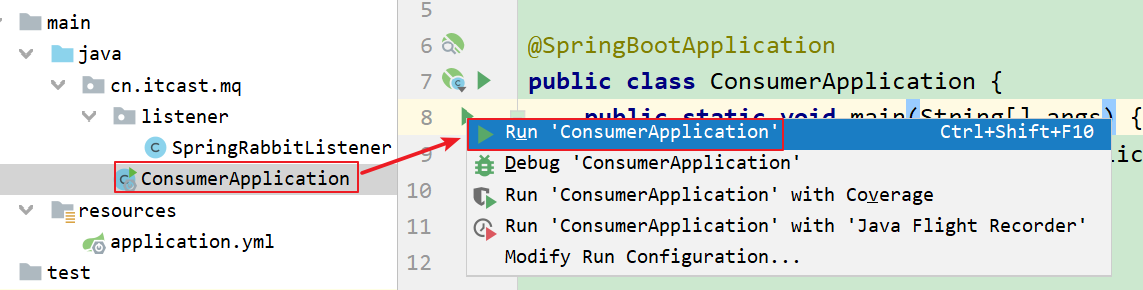 main
java
cn.itcast.mq
listener
SpringRabbitListener
ConsumerApplication
resources
application.yml
test
5
6 @SpringBootApplication
7 public class ConsumerApplication {
8 public static void main(String[] args) {
9
10
11
12
Run 'ConsumerApplication' Ctrl+Shift+F10
Debug 'ConsumerApplication'
Run 'ConsumerApplication' with Coverage
Run 'ConsumerApplication' with 'Java Flight Recorder'
Modify Run Configuration...